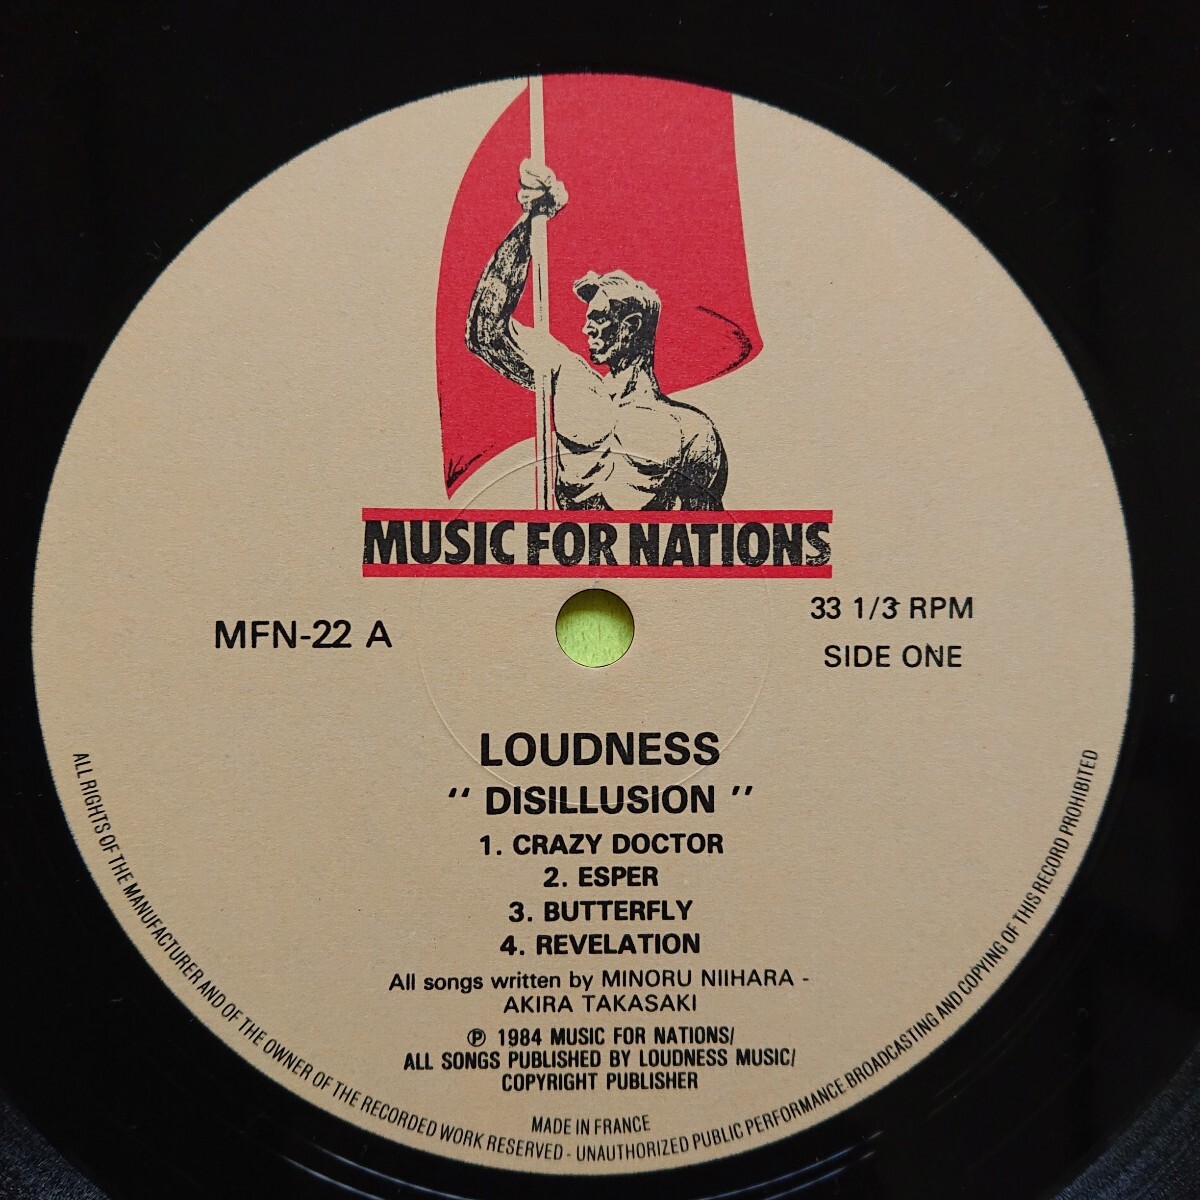 MUSIC FOR NATIONS
MFN-22 A
33 1/3 RPM
SIDE ONE
LOUDNESS
" DISILLUSION "
1. CRAZY DOCTOR
2. ESPER
3. BUTTERFLY
4. REVELATION
All songs written by MINORU NIIHARA -
AKIRA TAKASAKI
℗ 1984 MUSIC FOR NATIONS/
ALL SONGS PUBLISHED BY LOUDNESS MUSIC/
COPYRIGHT PUBLISHER
MADE IN FRANCE
ALL RIGHTS OF THE MANUFACTURER AND OF THE OWNER OF THE RECORDED WORK RESERVED - UNAUTHORIZED PUBLIC PERFORMANCE BROADCASTING AND COPYING OF THIS RECORD PROHIBITED